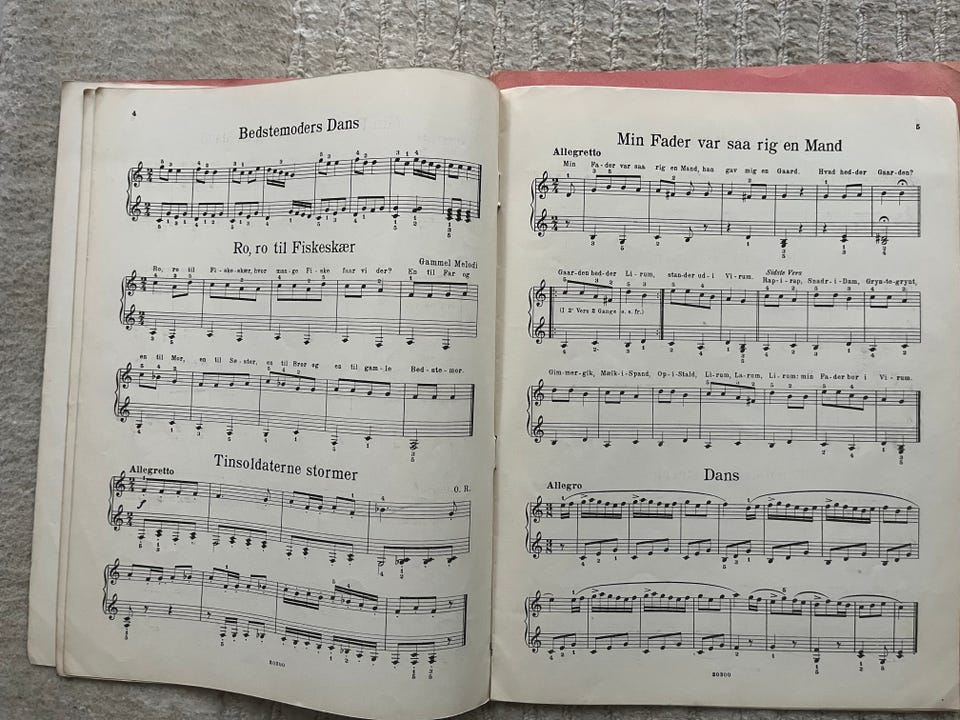 4
Bedstemoders Dans
Ro, ro til Fiskeskær
Gammel Melodi
Ro, ro til Fi-ske-skær, hvor man-ge Fi-ske faar vi der? En til Far og
en til Mor, en til Sø-ster, en til Bror og en til gam-le Bed-ste-mor.
Tinsoldaterne stormer
Allegretto
O. R.
f
20300
5
Min Fader var saa rig en Mand
Allegretto
Min Fa-der var saa rig en Mand, han gav mig en Gaard. Hvad hed-der Gaar-den?
Gaar-den hed-der Li-rum, stan-der ud-i Vi-rum.
Sidste Vers
Rap-i-rap, Snadr-i-Dam, Gryn-te-grynt,
(I 2' Vers 2 Gange o. s. fr.)
Gim-mer-gik, Mælk-i-Spand, Op-i-Stald, Li-rum, La-rum, Li-rum: min Fa-der bor i Vi-rum.
Dans
Allegro
20300